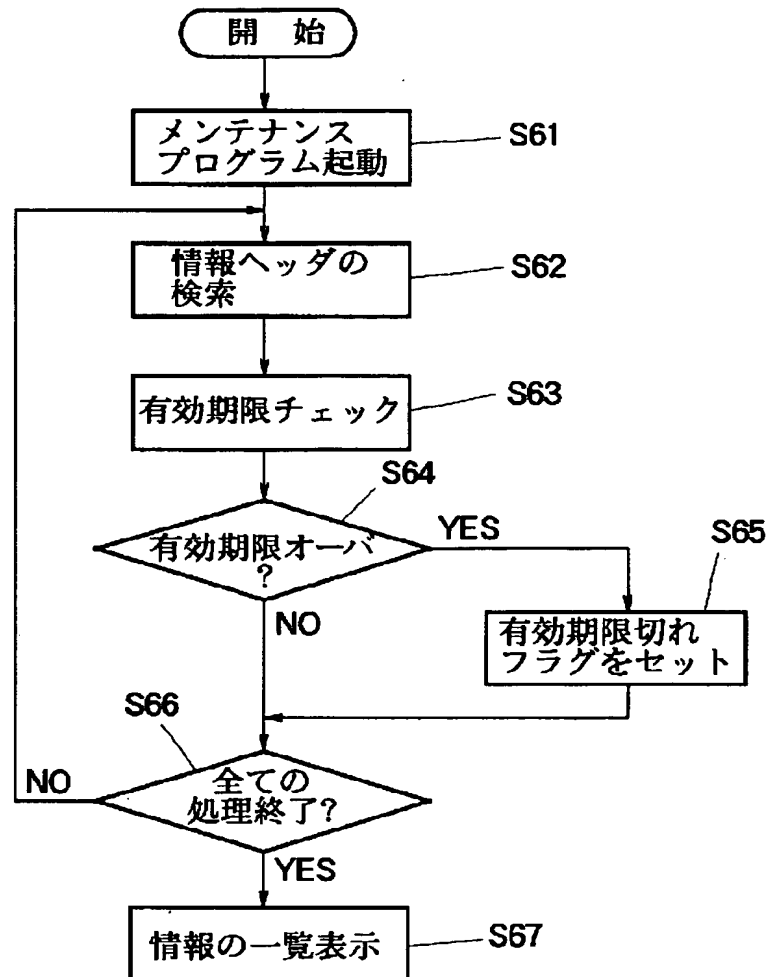 開 始
メンテナンス
プログラム起動
S61
情報ヘッダの
検索
S62
有効期限チェック
S63
S64
有効期限オーバ
?
YES
NO
S65
有効期限切れ
フラグをセット
S66
全ての
処理終了?
NO
YES
情報の一覧表示
S67